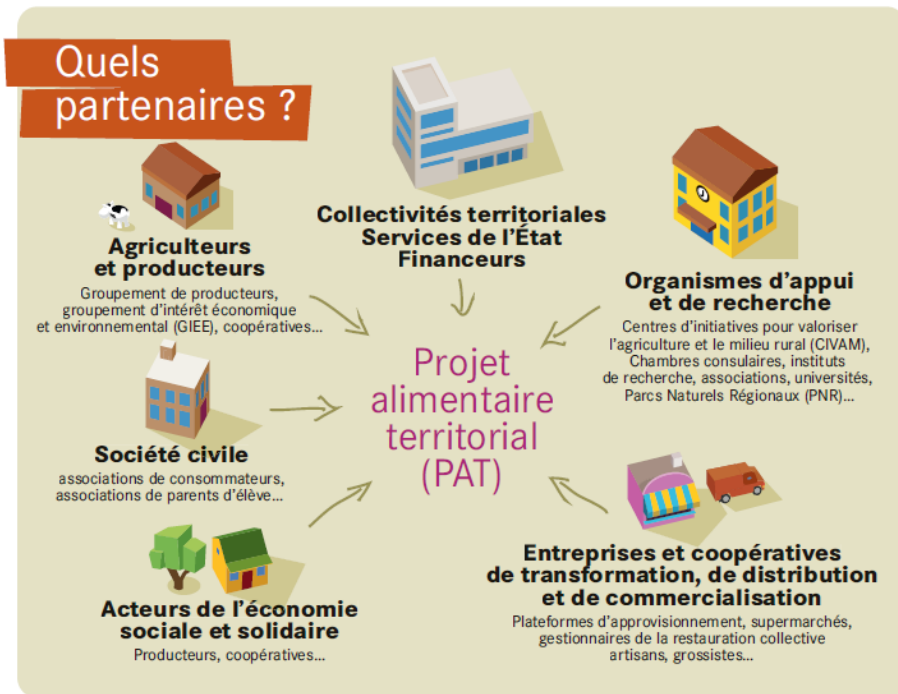 Quels
partenaires ?
Agriculteurs
et producteurs
Groupement de producteurs,
groupement d'intérêt économique
et environnemental (GIEE), coopératives...
Collectivités territoriales
Services de l'État
Financeurs
Organismes d'appui
et de recherche
Centres d'initiatives pour valoriser
l'agriculture et le milieu rural (CIVAM),
Chambres consulaires, instituts
de recherche, associations, universités,
Parcs Naturels Régionaux (PNR)...
Projet
alimentaire
territorial
(PAT)
Société civile
associations de consommateurs,
associations de parents d'élève...
Acteurs de l'économie
sociale et solidaire
Producteurs, coopératives...
Entreprises et coopératives
de transformation, de distribution
et de commercialisation
Plateformes d'approvisionnement, supermarchés,
gestionnaires de la restauration collective
artisans, grossistes...